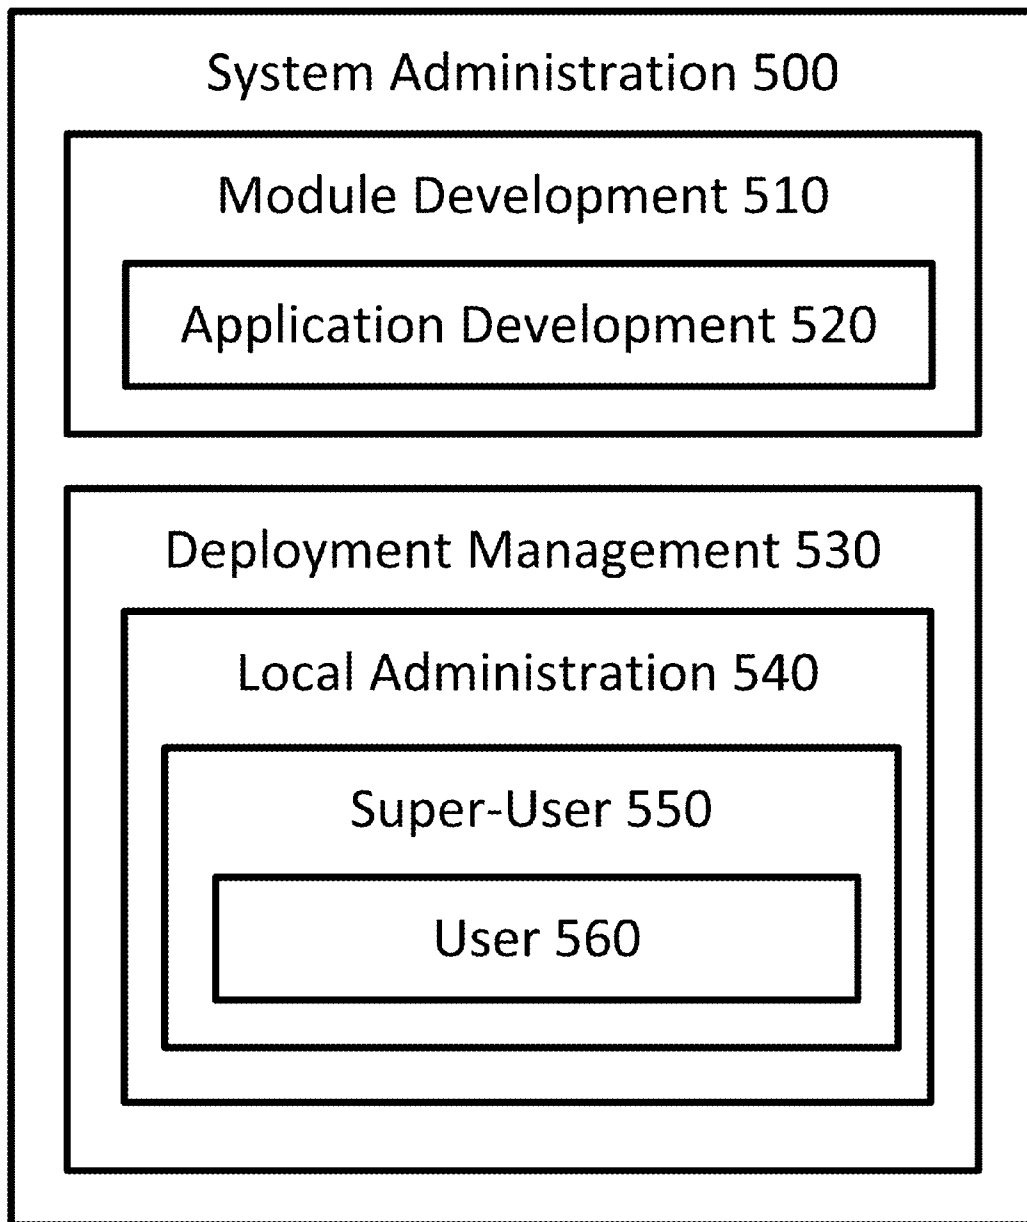 System Administration 500
Module Development 510
Application Development 520
Deployment Management 530
Local Administration 540
Super-User 550
User 560